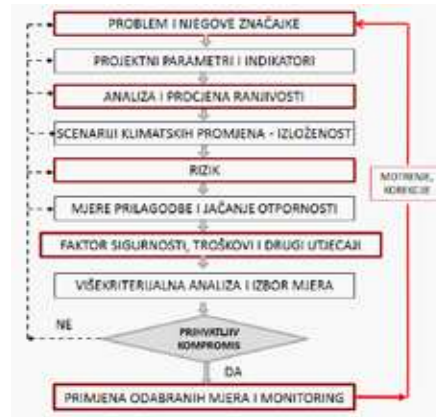 PROBLEM I NJEGOVE ZNAČAJKE
PROJEKTNI PARAMETRI I INDIKATORI
ANALIZA I PROCJENA RANJIVOSTI
SCENARIJI KLIMATSKIH PROMJENA - IZLOŽENOST
RIZIK
MOTRENJE,
KOREKCIJE
MJERE PRILAGODBE I JAČANJE OTPORNOSTI
FAKTOR SIGURNOSTI, TROŠKOVI I DRUGI UTJECAJI
VIŠEKRITERIJALNA ANALIZA I IZBOR MJERA
NE
PRIHVATLJIV
KOMPROMIS
DA
PRIMJENA ODABRANIH MJERA I MONITORING